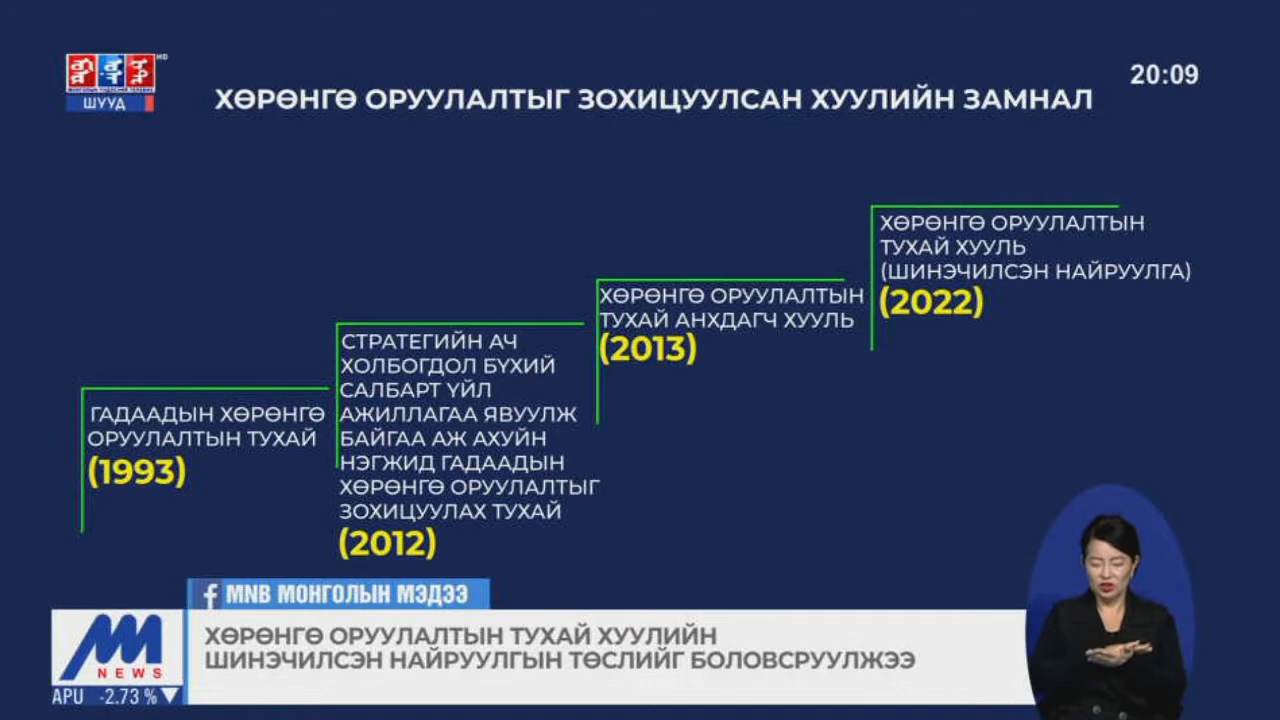 HD
ШУУД
20:09
ХӨРӨНГӨ ОРУУЛАЛТЫГ ЗОХИЦУУЛСАН ХУУЛИЙН ЗАМНАЛ
ГАДААДЫН ХӨРӨНГӨ
ОРУУЛАЛТЫН ТУХАЙ
(1993)
СТРАТЕГИЙН АЧ
ХОЛБОГДОЛ БҮХИЙ
САЛБАРТ ҮЙЛ
АЖИЛЛАГАА ЯВУУЛЖ
БАЙГАА АЖ АХУЙН
НЭГЖИД ГАДААДЫН
ХӨРӨНГӨ ОРУУЛАЛТЫГ
ЗОХИЦУУЛАХ ТУХАЙ
(2012)
ХӨРӨНГӨ ОРУУЛАЛТЫН
ТУХАЙ АНХДАГЧ ХУУЛЬ
(2013)
ХӨРӨНГӨ ОРУУЛАЛТЫН
ТУХАЙ ХУУЛЬ
(ШИНЭЧИЛСЭН НАЙРУУЛГА)
(2022)
MNB МОНГОЛЫН МЭДЭЭ
ХӨРӨНГӨ ОРУУЛАЛТЫН ТУХАЙ ХУУЛИЙН
ШИНЭЧИЛСЭН НАЙРУУЛГЫН ТӨСЛИЙГ БОЛОВСРУУЛЖЭЭ
NEWS
APU -2.73 %